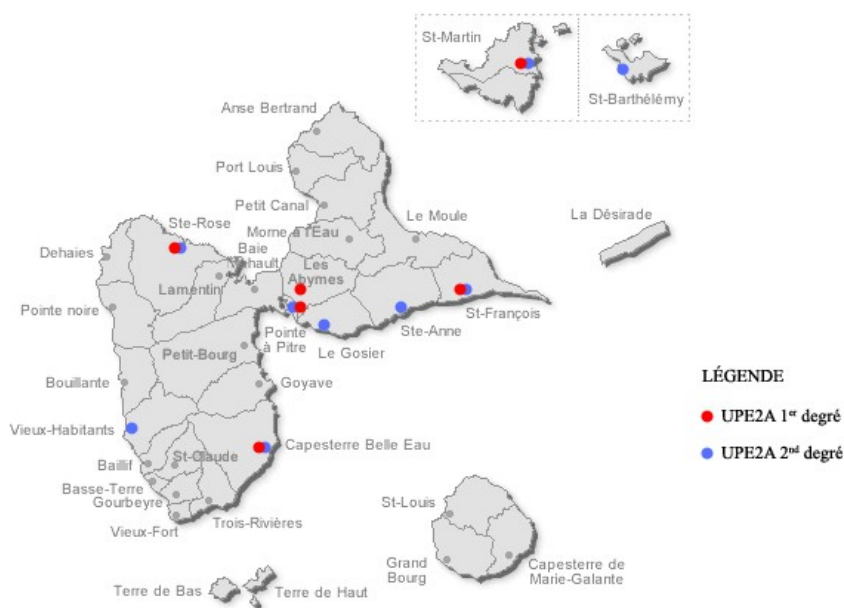 St-Martin
St-Barthélémy
Anse Bertrand
Port Louis
Petit Canal
Le Moule
La Désirade
Ste-Rose
Morne à l'Eau
Baie
Mahault
Dehaies
Les
Abymes
Lamentin
Pointe noire
St-François
Ste-Anne
Pointe
à Pitre
Le Gosier
Petit-Bourg
Bouillante
Goyave
LÉGENDE
UPE2A 1er degré
Vieux-Habitants
Capesterre Belle Eau
UPE2A 2nd degré
St-Claude
Baillif
Basse-Terre
Gourbeyre
Trois-Rivières
Vieux-Fort
St-Louis
Grand
Bourg
Capesterre de
Marie-Galante
Terre de Bas
Terre de Haut